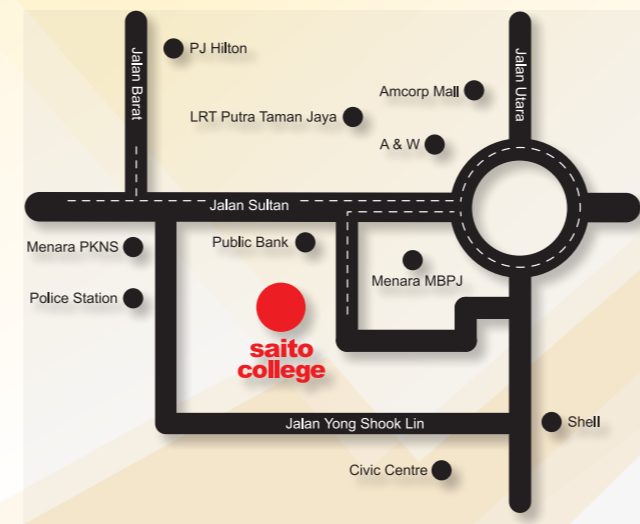 PJ Hilton
Jalan Barat
Jalan Utara
Amcorp Mall
LRT Putra Taman Jaya
A & W
Jalan Sultan
Menara PKNS
Public Bank
Menara MBPJ
Police Station
saito
college
Jalan Yong Shook Lin
Shell
Civic Centre